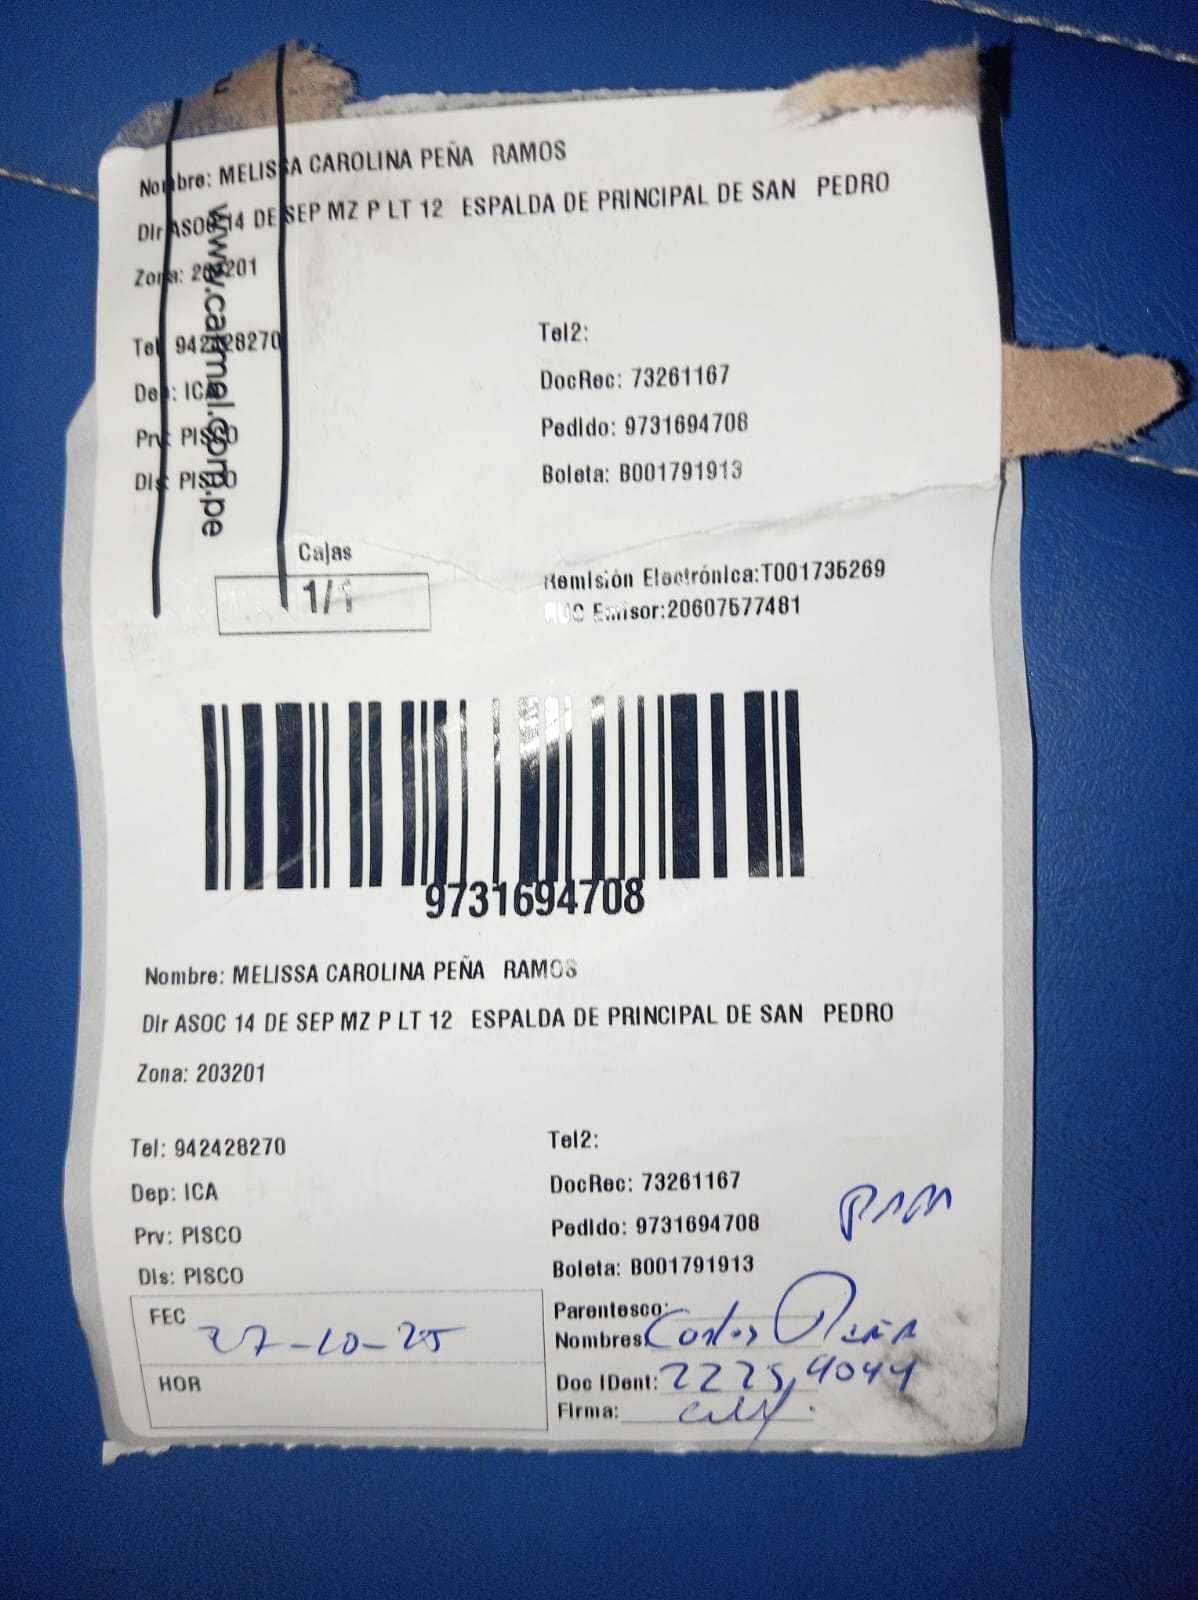 Nombre: MELISSA CAROLINA PEÑA RAMOS
Dir ASOC 14 DE SEP MZ P LT 12 ESPALDA DE PRINCIPAL DE SAN PEDRO
Zona: 203201
www.carmel.com.pe
Tel: 942428270 Tel2:
Dep: ICA DocRec: 73261167
Prv: PISCO Pedido: 9731694708
Dis: PISCO Boleta: B001791913
Cajas
1/1
Remisión Electrónica:T001735269
RUC Emisor:20607577481
9731694708
Nombre: MELISSA CAROLINA PEÑA RAMOS
Dir ASOC 14 DE SEP MZ P LT 12 ESPALDA DE PRINCIPAL DE SAN PEDRO
Zona: 203201
Tel: 942428270 Tel2:
Dep: ICA DocRec: 73261167
Prv: PISCO Pedido: 9731694708
Dis: PISCO Boleta: B001791913
FEC 27-10-25
HOR
Parentesco:
Nombres: Carlos Peña
Doc IDent: 22254044
Firma: